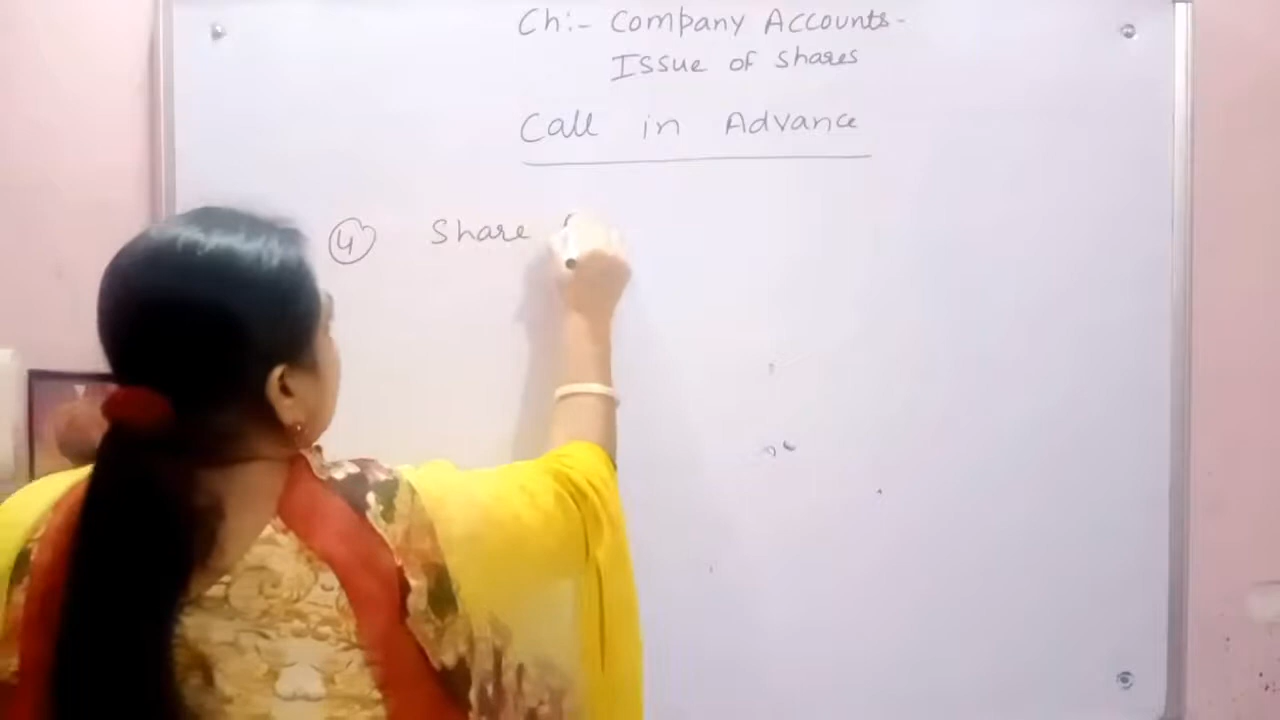 Ch:- Company Accounts-
Issue of shares
Call in Advance
4 Share